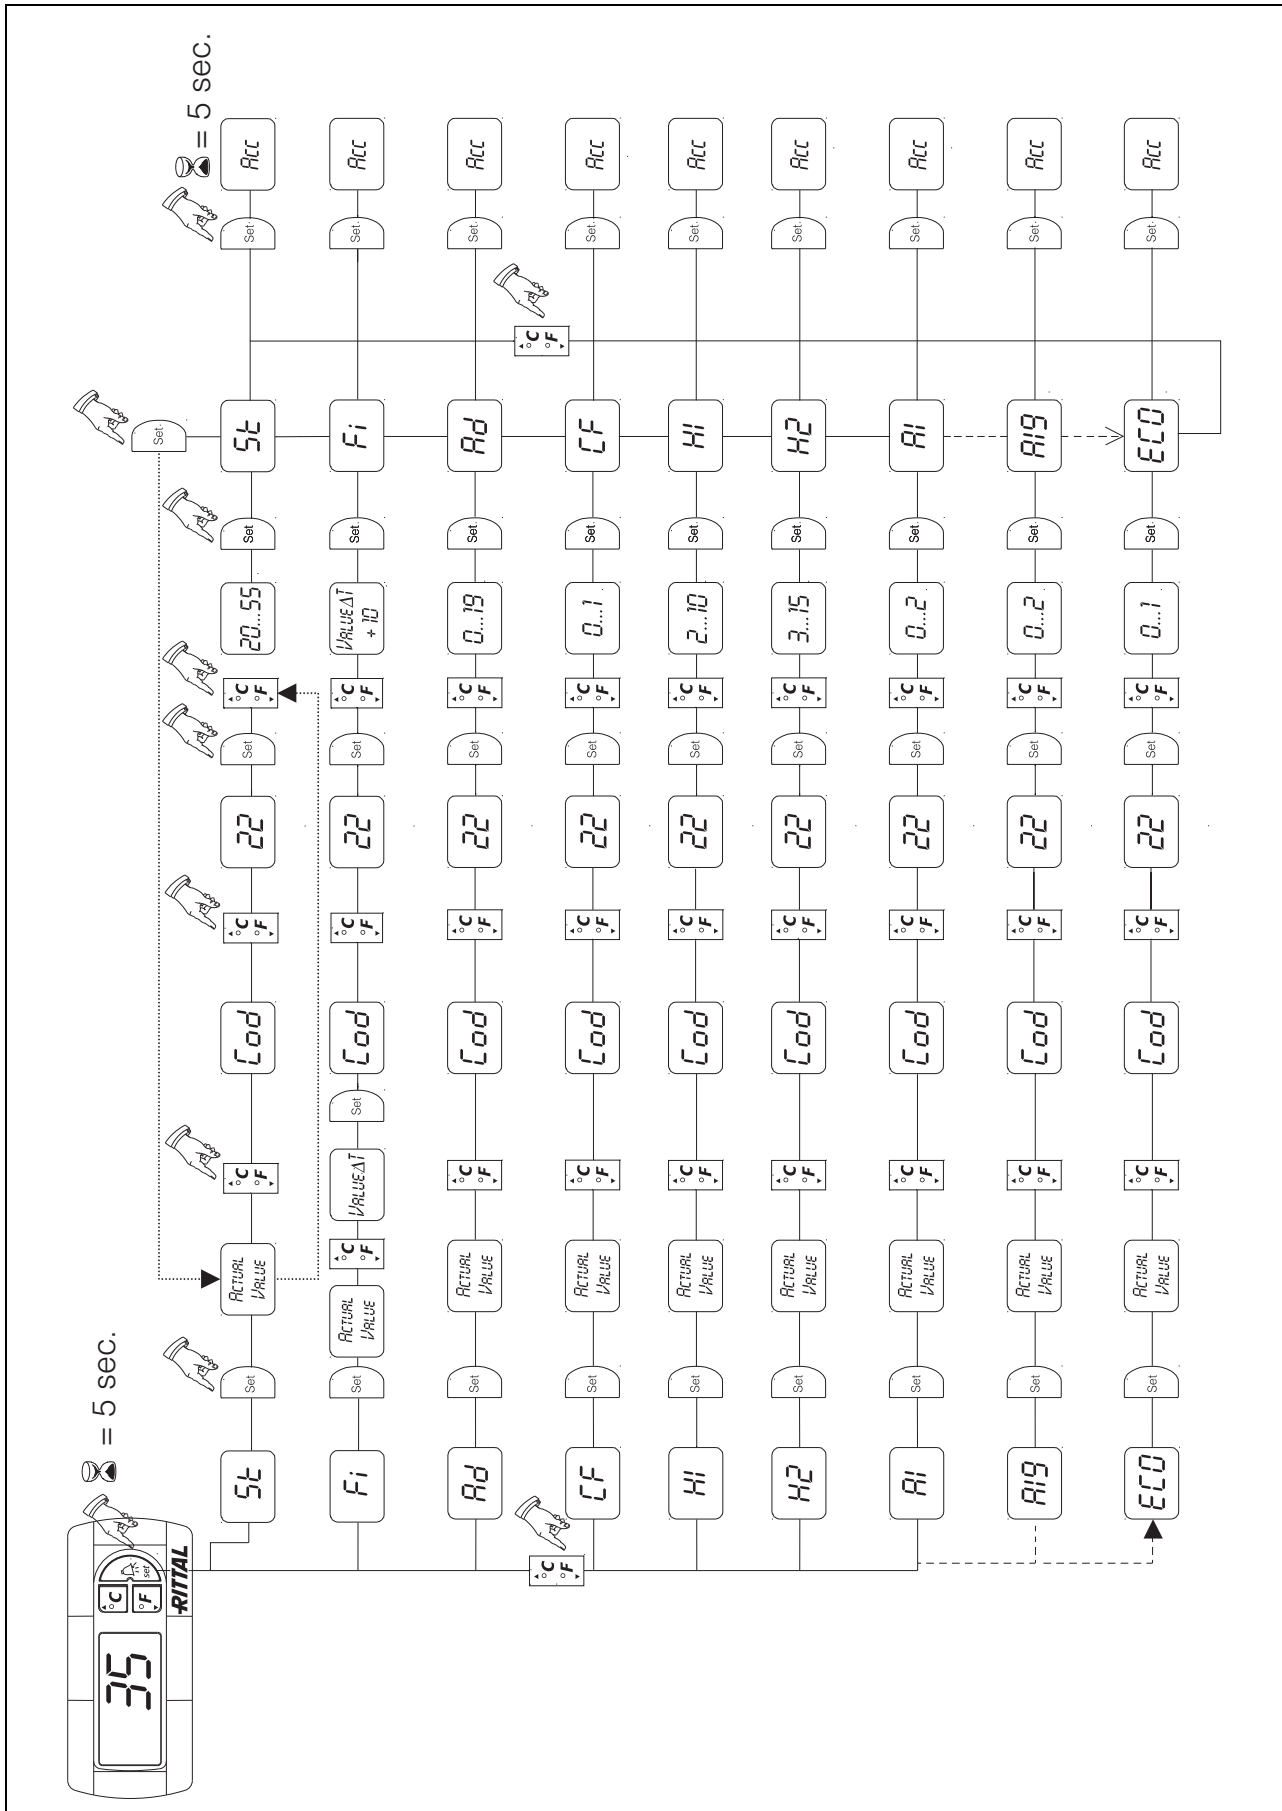 = 5 sec.
35 °C °F set
RITTAL
Set
= 5 sec.
St Set ACTUAL VALUE °C °F Cod °C °F 22 Set °C °F 20...55 Set St Set Acc
Fi Set ACTUAL VALUE °C °F VALUE ΔT Set Cod °C °F 22 Set °C °F VALUE ΔT + 10 Set Fi Set Acc
Ad Set ACTUAL VALUE °C °F Cod °C °F 22 Set °C °F 0...19 Set Ad Set Acc
°C °F
°C °F
CF Set ACTUAL VALUE °C °F Cod °C °F 22 Set °C °F 0...1 Set CF Set Acc
H1 Set ACTUAL VALUE °C °F Cod °C °F 22 Set °C °F 2...10 Set H1 Set Acc
H2 Set ACTUAL VALUE °C °F Cod °C °F 22 Set °C °F 3...15 Set H2 Set Acc
A1 Set ACTUAL VALUE °C °F Cod °C °F 22 Set °C °F 0...2 Set A1 Set Acc
A19 Set ACTUAL VALUE °C °F Cod °C °F 22 Set °C °F 0...2 Set A19 Set Acc
ECO Set ACTUAL VALUE °C °F Cod °C °F 22 Set °C °F 0...1 Set ECO Set Acc